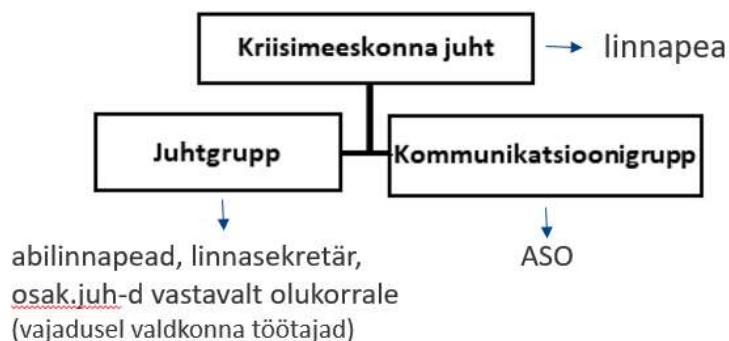 Kriisimeeskonna juht
linnapea
Juhtgrupp
Kommunikatsioonigrupp
abilinnapead, linnasekretär,
osak.juh-d vastavalt olukorrale
(vajadusel valdkonna töötajad)
ASO